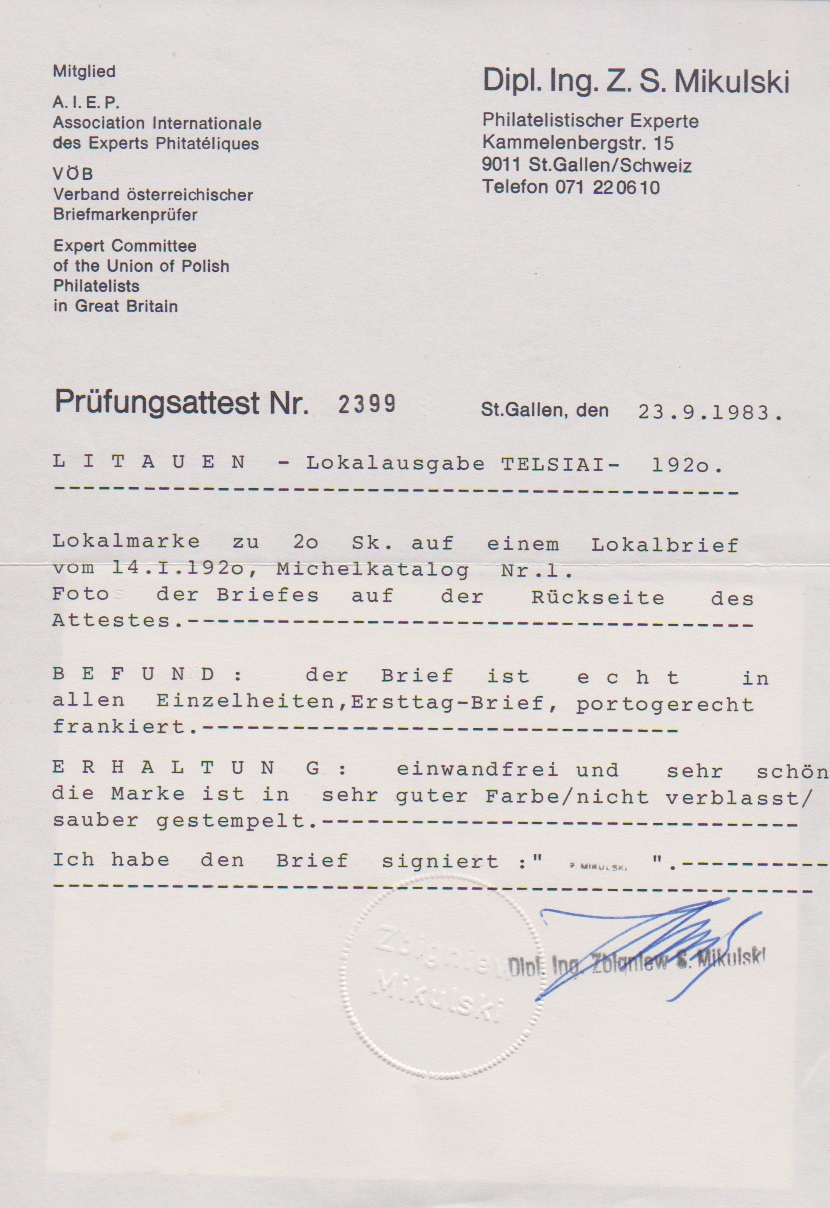 Mitglied
A.I.E.P.
Association Internationale
des Experts Philatéliques
VÖB
Verband österreichischer
Briefmarkenprüfer
Expert Committee
of the Union of Polish
Philatelists
in Great Britain
Dipl. Ing. Z. S. Mikulski
Philatelistischer Experte
Kammelenbergstr. 15
9011 St.Gallen/Schweiz
Telefon 071 220610
Prüfungsattest Nr. 2399
St.Gallen, den 23.9.1983.
L I T A U E N - Lokalausgabe TELSIAI- 192o.
Lokalmarke zu 2o Sk. auf einem Lokalbrief
vom 14.I.192o, Michelkatalog Nr.1.
Foto der Briefes auf der Rückseite des
Attestes.
B E F U N D : der Brief ist e c h t in
allen Einzelheiten,Ersttag-Brief, portogerecht
frankiert.
E R H A L T U N G : einwandfrei und sehr schön
die Marke ist in sehr guter Farbe/nicht verblasst/
sauber gestempelt.
Ich habe den Brief signiert :" MIKULSKI ".
Zbigniew
Mikulski
Dipl. Ing. Zbigniew S. Mikulski